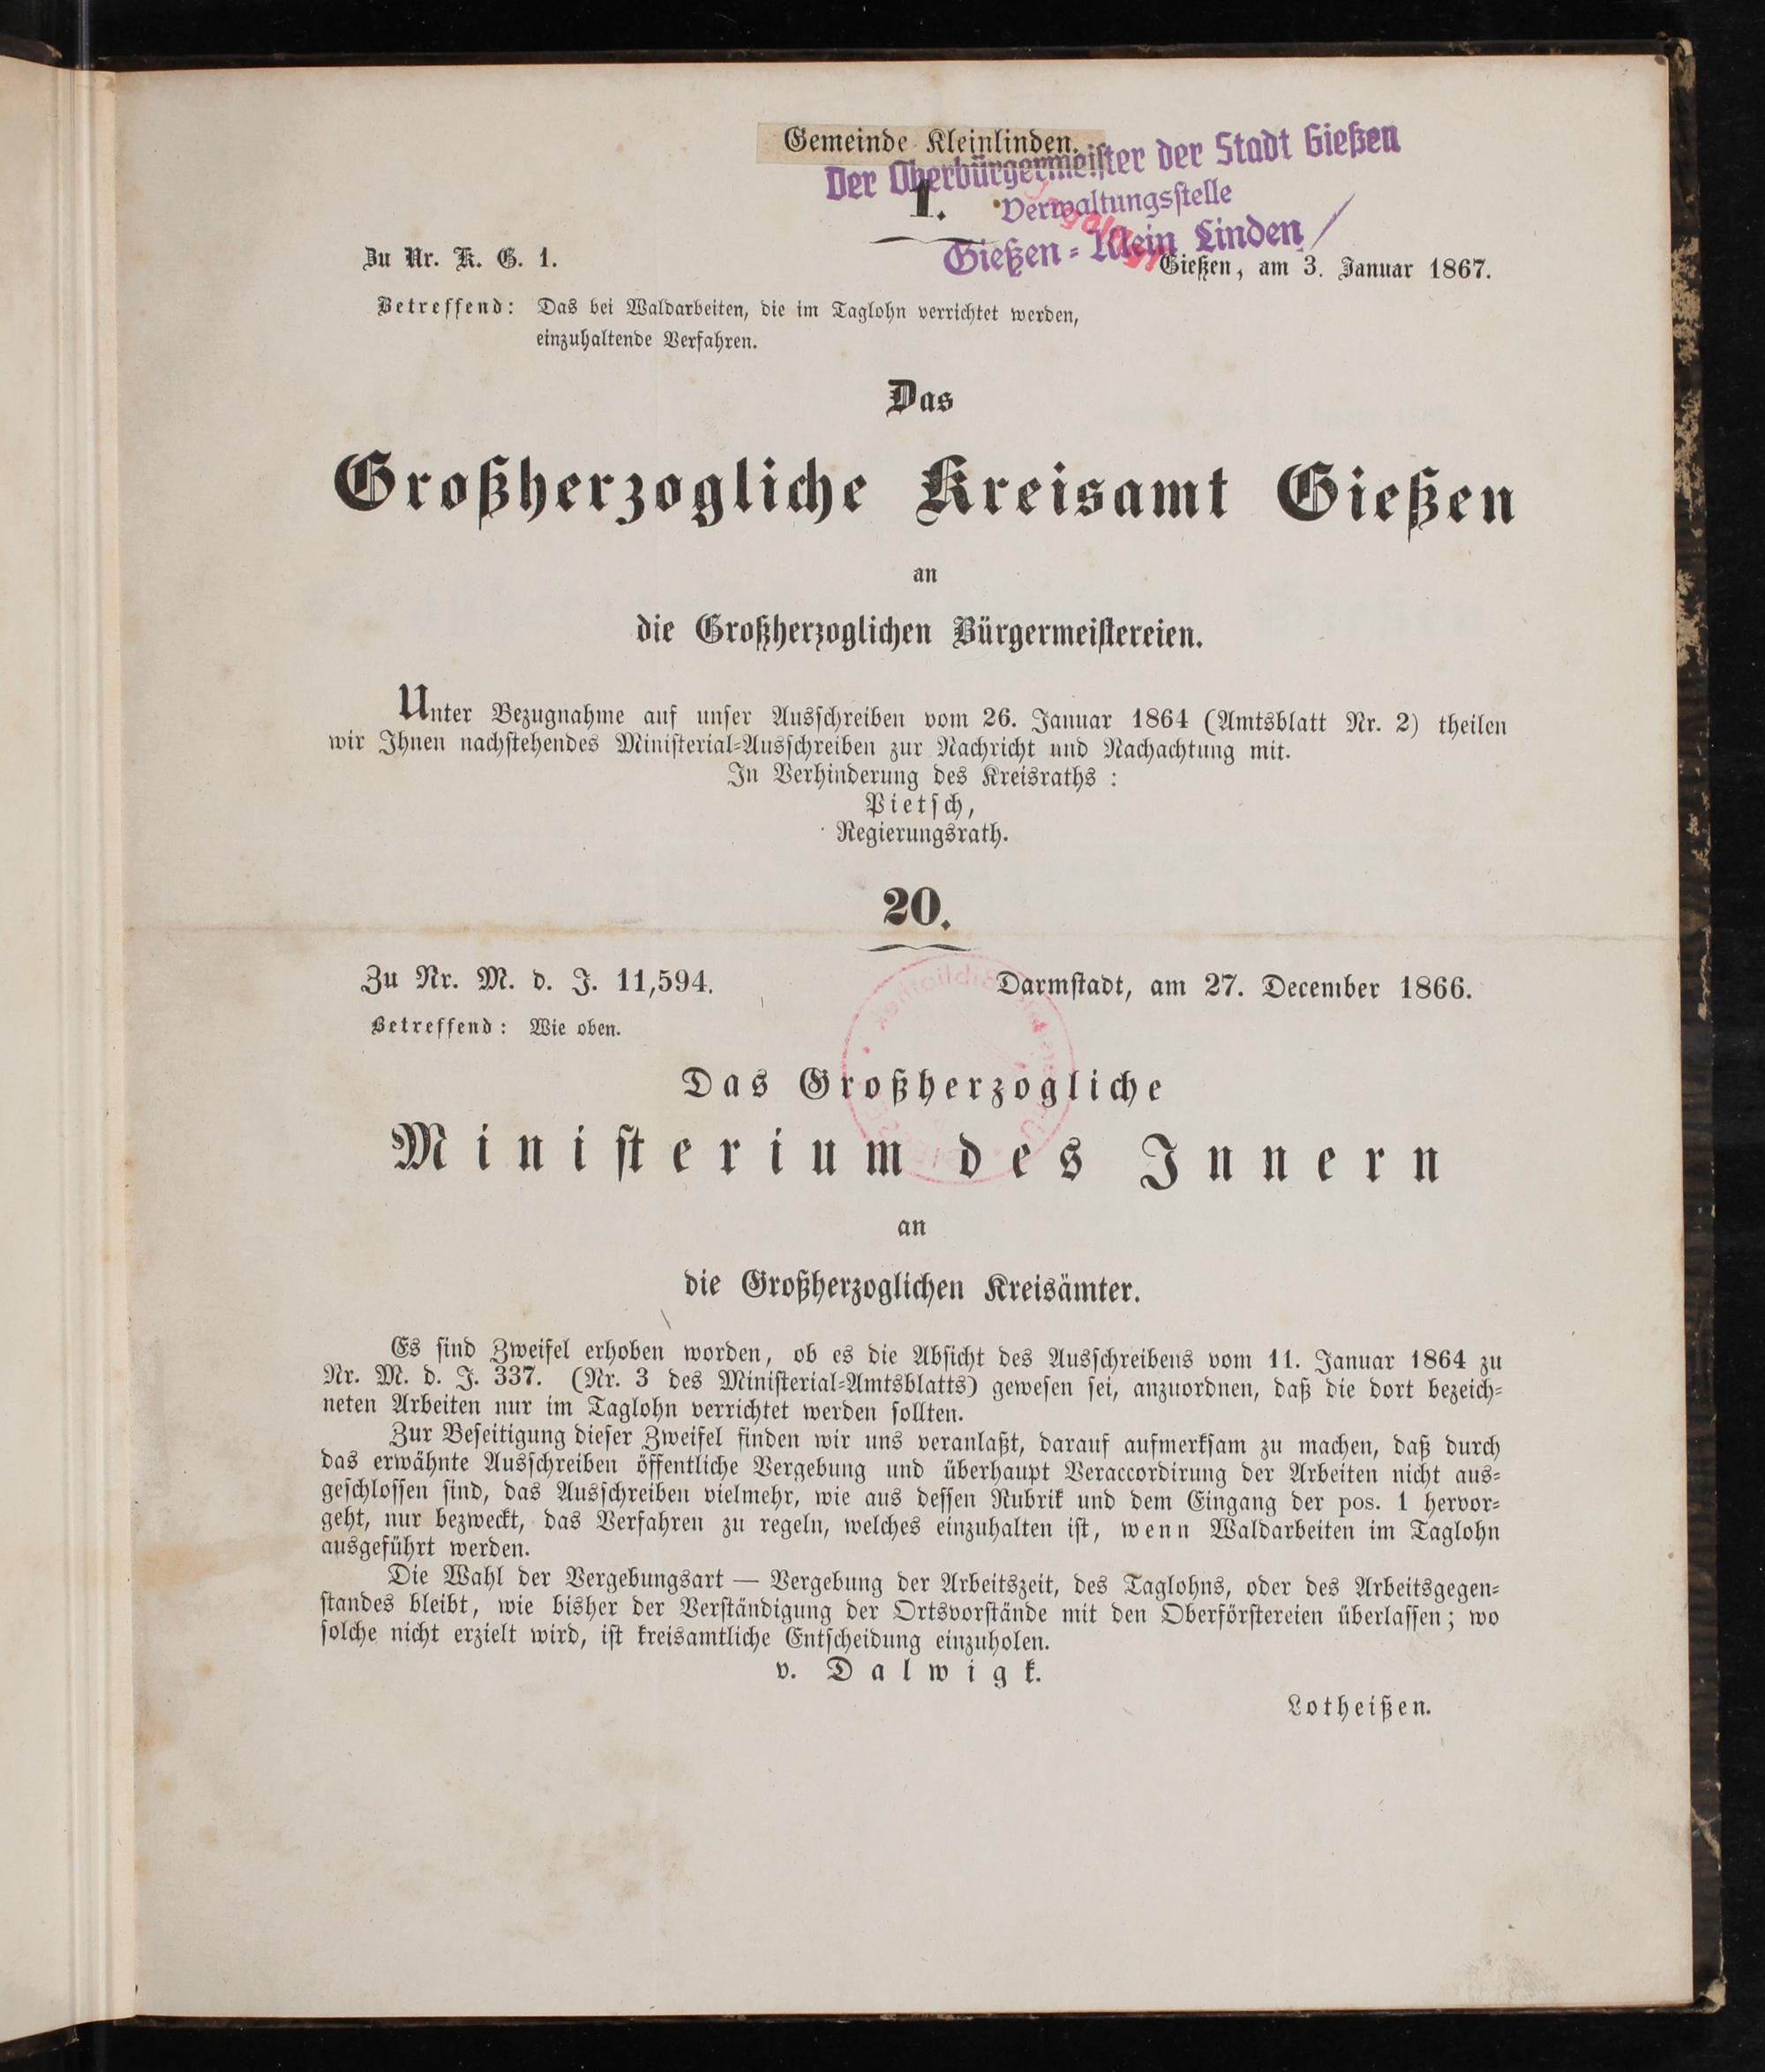 Gemeinde Kleinlinden.
Der Oberbürgermeister der Stadt Gießen
1.
Verwaltungsstelle
Gießen-Klein Linden
Zu Nr. K. G. 1.
Gießen, am 3. Januar 1867.
Betreffend: Das bei Waldarbeiten, die im Taglohn verrichtet werden,
einzuhaltende Verfahren.
Das
Großherzogliche Kreisamt Gießen
an
die Großherzoglichen Bürgermeistereien.
Unter Bezugnahme auf unser Ausschreiben vom 26. Januar 1864 (Amtsblatt Nr. 2) theilen
wir Ihnen nachstehendes Ministerial-Ausschreiben zur Nachricht und Nachachtung mit.
In Verhinderung des Kreisraths :
Pietsch,
Regierungsrath.
20.
Zu Nr. M. d. J. 11,594.
Darmstadt, am 27. December 1866.
Betreffend: Wie oben.
Das Großherzogliche
Ministerium des Innern
an
die Großherzoglichen Kreisämter.
Es sind Zweifel erhoben worden, ob es die Absicht des Ausschreibens vom 11. Januar 1864 zu
Nr. M. d. J. 337. (Nr. 3 des Ministerial-Amtsblatts) gewesen sei, anzuordnen, daß die dort bezeich-
neten Arbeiten nur im Taglohn verrichtet werden sollten.
Zur Beseitigung dieser Zweifel finden wir uns veranlaßt, darauf aufmerksam zu machen, daß durch
das erwähnte Ausschreiben öffentliche Vergebung und überhaupt Veraccordirung der Arbeiten nicht aus-
geschlossen sind, das Ausschreiben vielmehr, wie aus dessen Rubrik und dem Eingang der pos. 1 hervor-
geht, nur bezweckt, das Verfahren zu regeln, welches einzuhalten ist, wenn Waldarbeiten im Taglohn
ausgeführt werden.
Die Wahl der Vergebungsart — Vergebung der Arbeitszeit, des Taglohns, oder des Arbeitsgegen-
standes bleibt, wie bisher der Verständigung der Ortsvorstände mit den Oberförstereien überlassen; wo
solche nicht erzielt wird, ist kreisamtliche Entscheidung einzuholen.
v. Dalwigk.
Lotheißen.